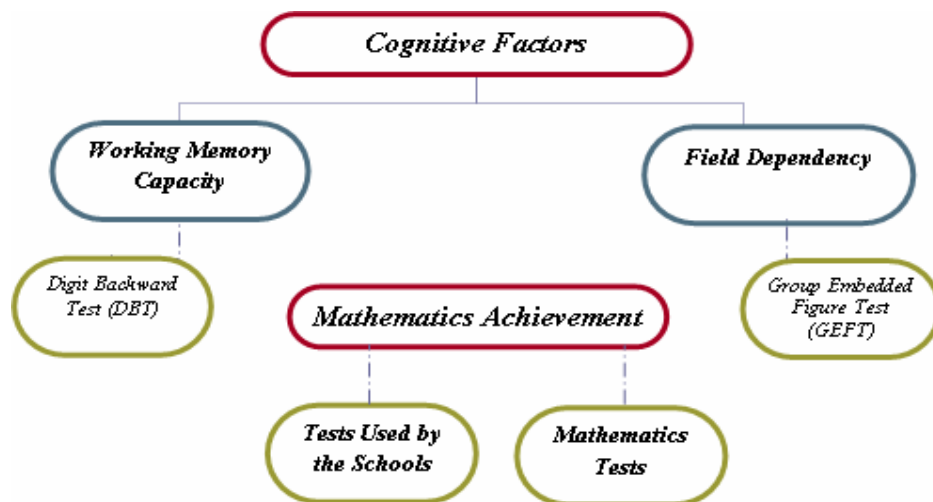 Cognitive Factors
Working Memory
Capacity
Field Dependency
Digit Backward
Test (DBT)
Group Embedded
Figure Test
(GEFT)
Mathematics Achievement
Tests Used by
the Schools
Mathematics
Tests